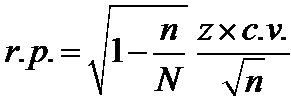 r.p. = √(1 − n/N) z × c.v./√n